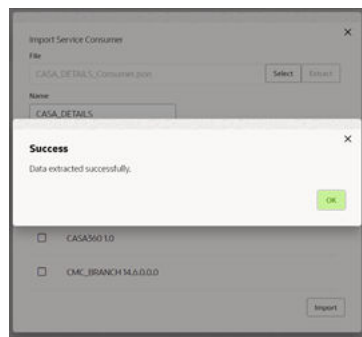 Import Service Consumer
File
CASA_DETAILS_Consumer.json
Select
Extract
Name
CASA_DETAILS
Success
Data extracted successfully.
OK
CASA360 1.0
CMC_BRANCH 14.6.0.0.0
Import